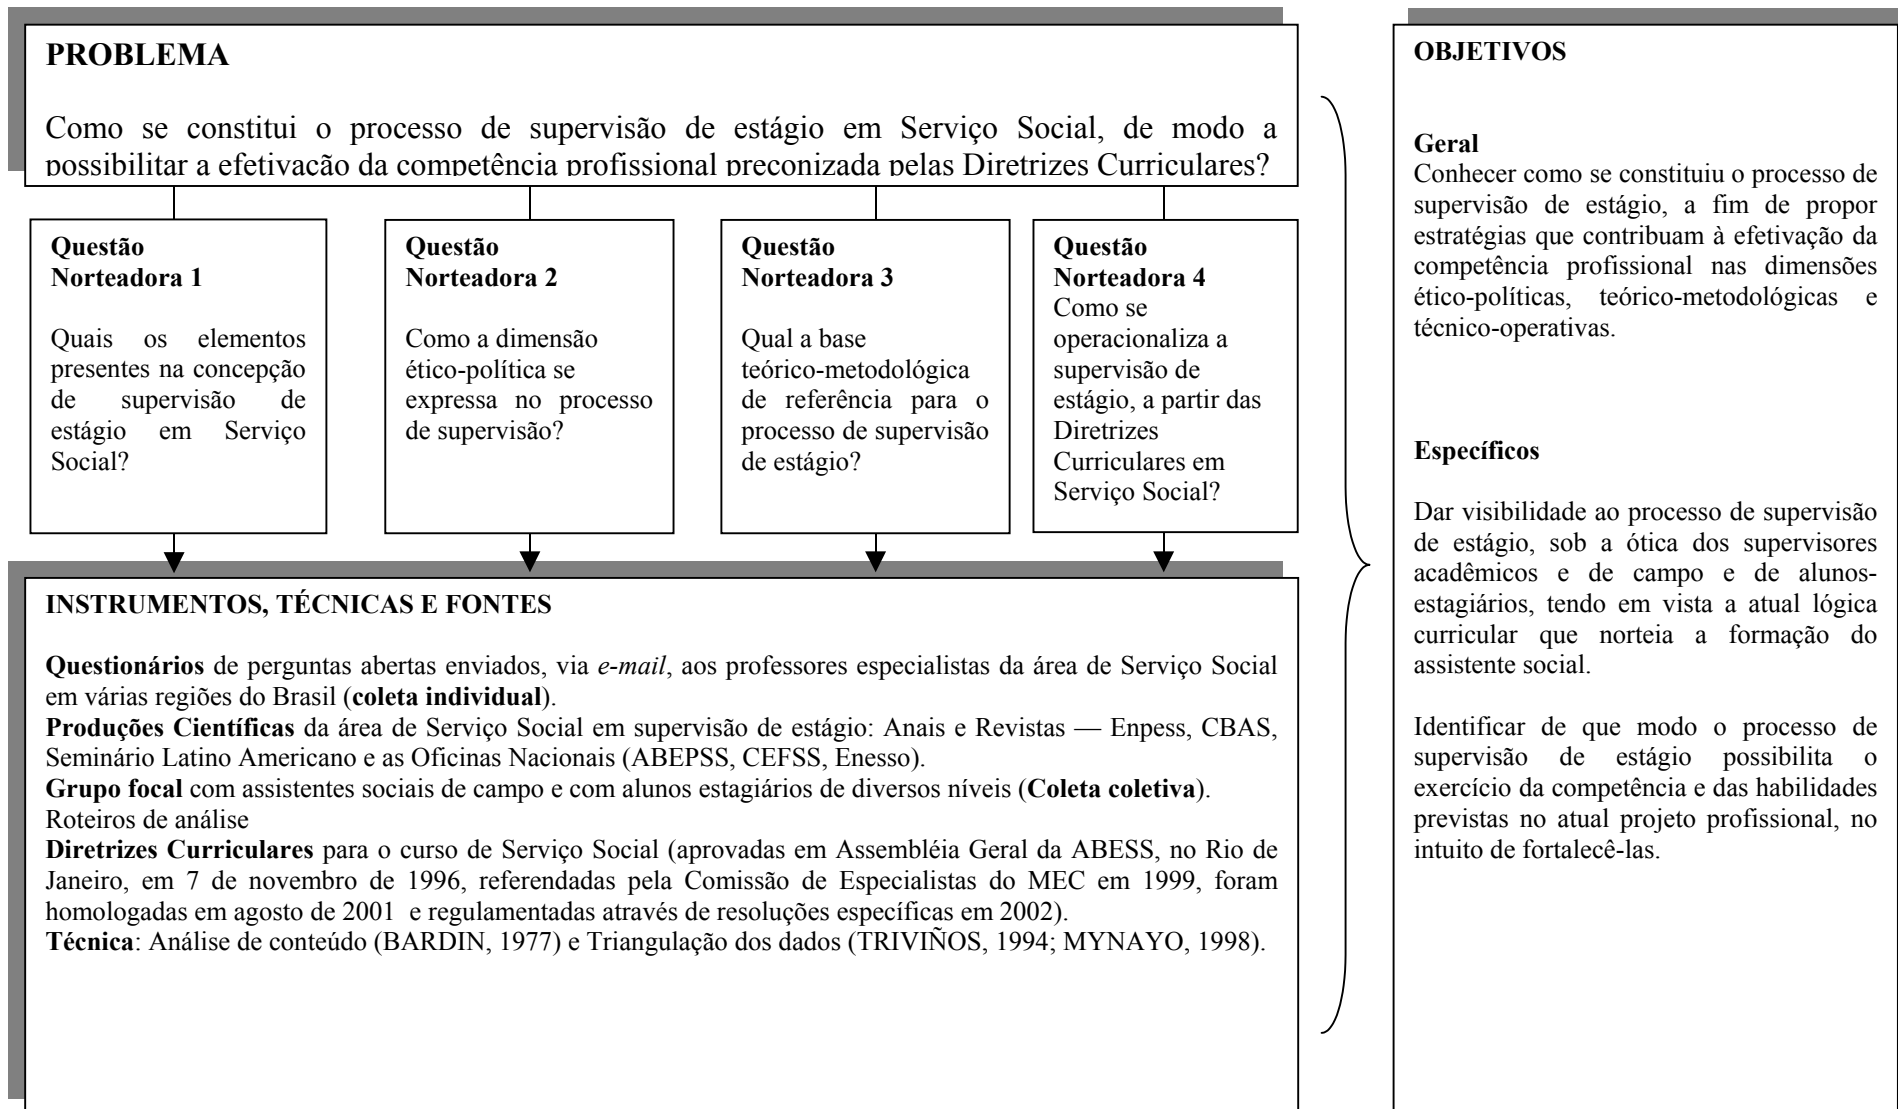 PROBLEMA
Como se constitui o processo de supervisão de estágio em Serviço Social, de modo a
possibilitar a efetivação da competência profissional preconizada pelas Diretrizes Curriculares?
Questão
Norteadora 1
Quais os elementos
presentes na concepção
de supervisão de
estágio em Serviço
Social?
Questão
Norteadora 2
Como a dimensão
ético-política se
expressa no processo
de supervisão?
Questão
Norteadora 3
Qual a base
teórico-metodológica
de referência para o
processo de supervisão
de estágio?
Questão
Norteadora 4
Como se
operacionaliza a
supervisão de
estágio, a partir das
Diretrizes
Curriculares em
Serviço Social?
INSTRUMENTOS, TÉCNICAS E FONTES
Questionários de perguntas abertas enviados, via e-mail, aos professores especialistas da área de Serviço Social
em várias regiões do Brasil (coleta individual).
Produções Científicas da área de Serviço Social em supervisão de estágio: Anais e Revistas — Enpess, CBAS,
Seminário Latino Americano e as Oficinas Nacionais (ABEPSS, CEFSS, Enesso).
Grupo focal com assistentes sociais de campo e com alunos estagiários de diversos níveis (Coleta coletiva).
Roteiros de análise
Diretrizes Curriculares para o curso de Serviço Social (aprovadas em Assembléia Geral da ABESS, no Rio de
Janeiro, em 7 de novembro de 1996, referendadas pela Comissão de Especialistas do MEC em 1999, foram
homologadas em agosto de 2001 e regulamentadas através de resoluções específicas em 2002).
Técnica: Análise de conteúdo (BARDIN, 1977) e Triangulação dos dados (TRIVIÑOS, 1994; MYNAYO, 1998).
OBJETIVOS
Geral
Conhecer como se constituiu o processo de
supervisão de estágio, a fim de propor
estratégias que contribuam à efetivação da
competência profissional nas dimensões
ético-políticas, teórico-metodológicas e
técnico-operativas.
Específicos
Dar visibilidade ao processo de supervisão
de estágio, sob a ótica dos supervisores
acadêmicos e de campo e de alunos-
estagiários, tendo em vista a atual lógica
curricular que norteia a formação do
assistente social.
Identificar de que modo o processo de
supervisão de estágio possibilita o
exercício da competência e das habilidades
previstas no atual projeto profissional, no
intuito de fortalecê-las.